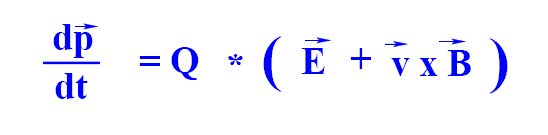 dp⃗/dt = Q * ( E⃗ + v⃗ x B⃗ )